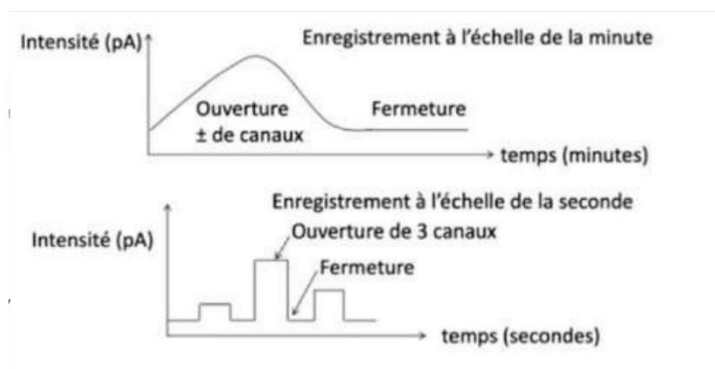 Enregistrement à l'échelle de la minute
Intensité (pA)
Ouverture
± de canaux
Fermeture
temps (minutes)
Enregistrement à l'échelle de la seconde
Intensité (pA)
Ouverture de 3 canaux
Fermeture
temps (secondes)